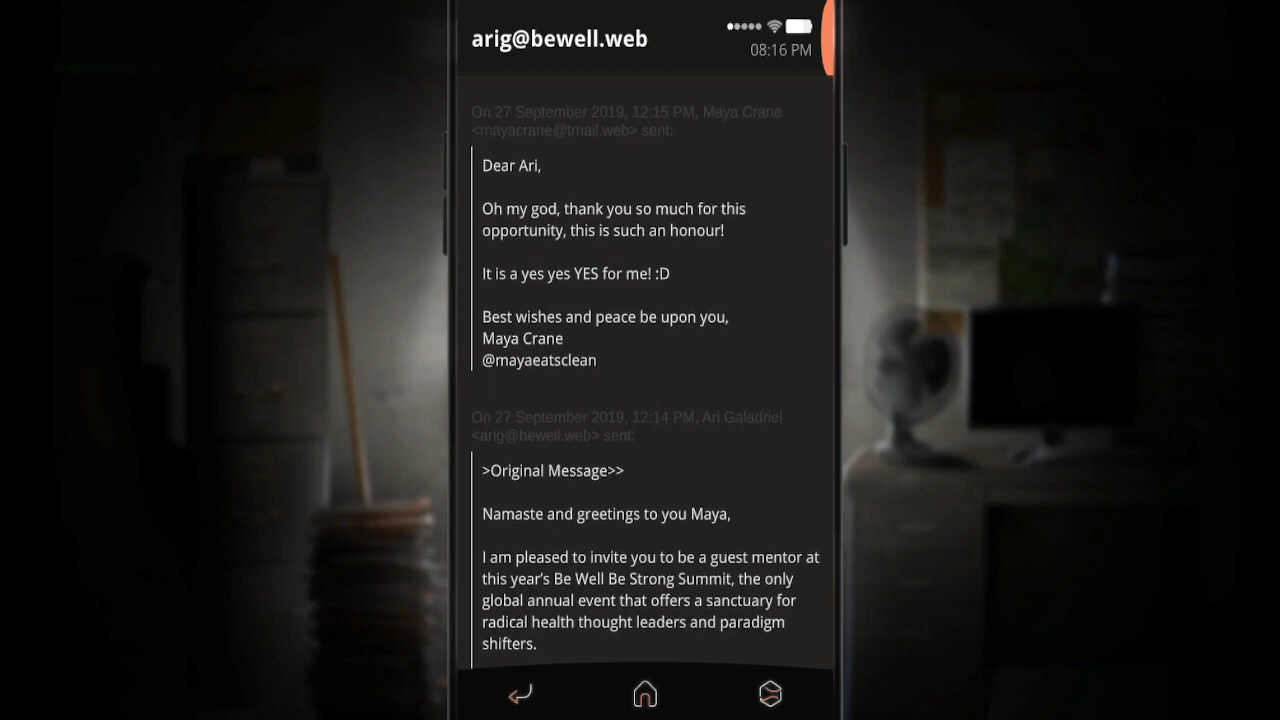 arig@bewell.web
08:16 PM
On 27 September 2019, 12:15 PM, Maya Crane
<mayacrane@tmail.web> sent:
Dear Ari,
Oh my god, thank you so much for this
opportunity, this is such an honour!
It is a yes yes YES for me! :D
Best wishes and peace be upon you,
Maya Crane
@mayaeatsclean
On 27 September 2019, 12:14 PM, Ari Galadriel
<arig@bewell.web> sent:
>Original Message>>
Namaste and greetings to you Maya,
I am pleased to invite you to be a guest mentor at
this year's Be Well Be Strong Summit, the only
global annual event that offers a sanctuary for
radical health thought leaders and paradigm
shifters.